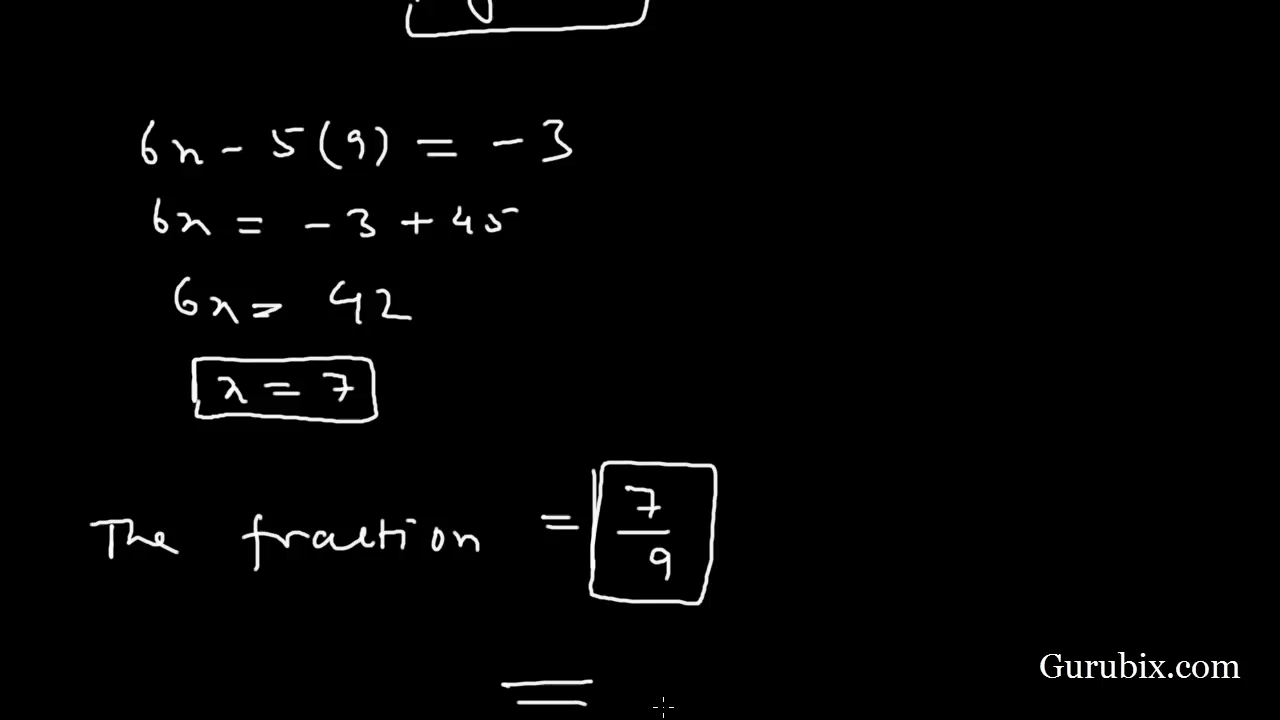 6x - 5(9) = -3
6x = -3 + 45
6x = 42
x = 7
The fraction = 7/9
Gurubix.com